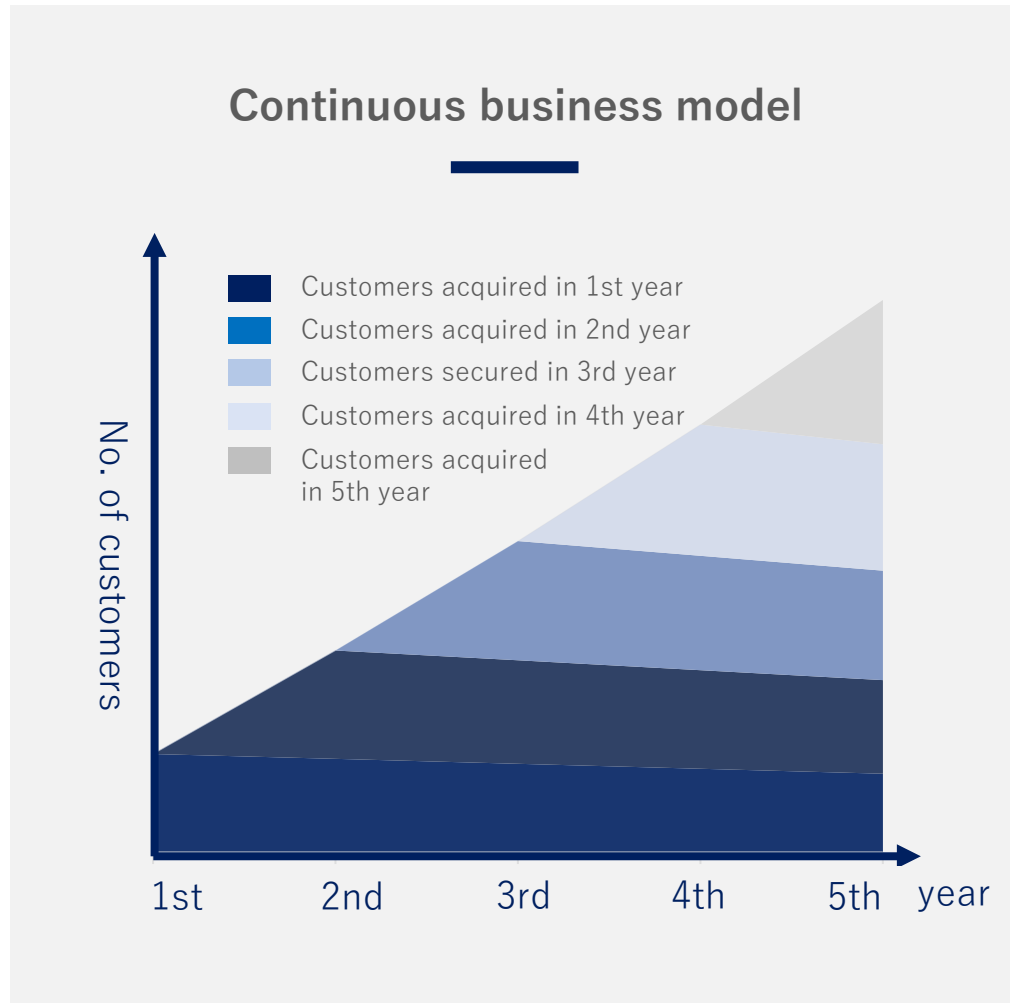 Continuous business model
Customers acquired in 1st year
Customers acquired in 2nd year
Customers secured in 3rd year
Customers acquired in 4th year
Customers acquired
in 5th year
No. of customers
1st
2nd
3rd
4th
5th
year